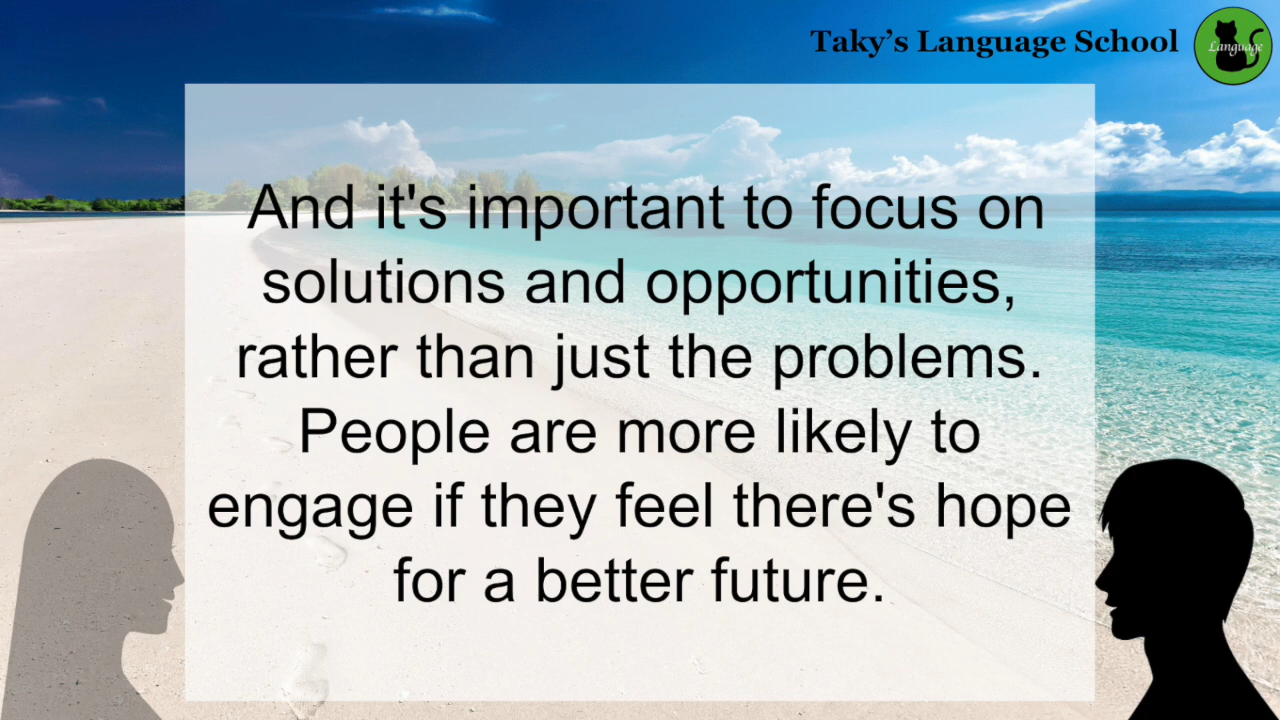 Taky’s Language School
Language
And it's important to focus on
solutions and opportunities,
rather than just the problems.
People are more likely to
engage if they feel there's hope
for a better future.